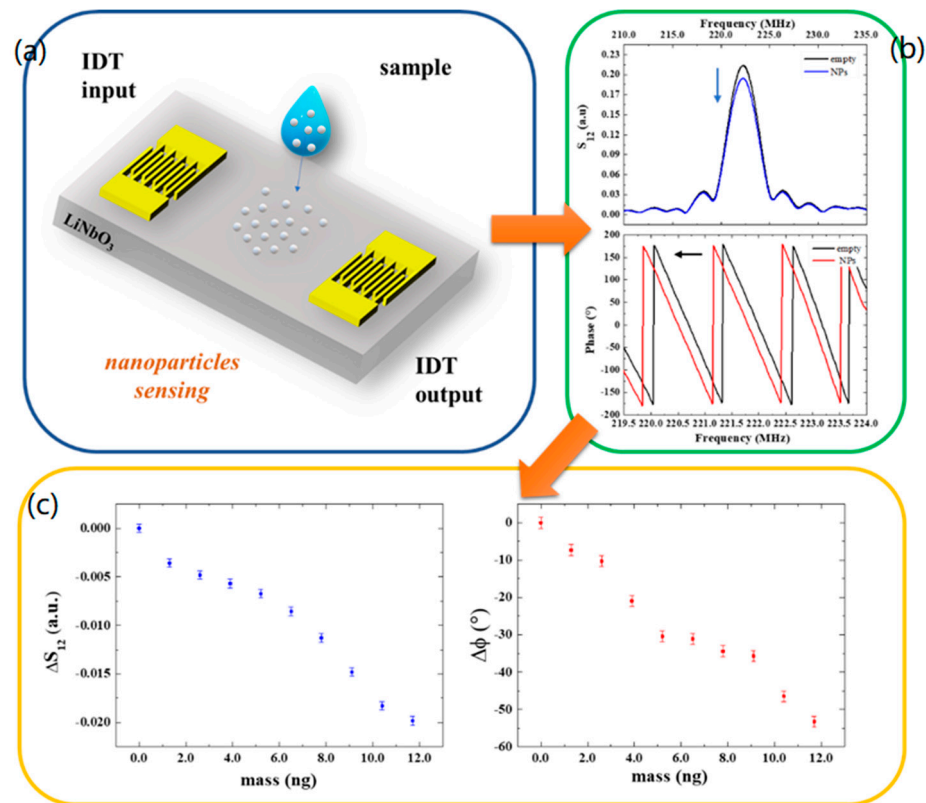 (a)
IDT
input
sample
LiNbO₃
nanoparticles
sensing
IDT
output
(b)
Frequency (MHz)
210.0 215.0 220.0 225.0 230.0 235.0
S₁₂ (a.u)
0.23
0.21
0.18
0.15
0.12
0.09
0.06
0.03
0.00
empty
NPs
Phase (°)
200
150
100
50
0
-50
-100
-150
-200
empty
NPs
219.5 220.0 220.5 221.0 221.5 222.0 222.5 223.0 223.5 224.0
Frequency (MHz)
(c)
ΔS₁₂ (a.u.)
0.000
-0.005
-0.010
-0.015
-0.020
0.0 2.0 4.0 6.0 8.0 10.0 12.0
mass (ng)
Δϕ (°)
0
-10
-20
-30
-40
-50
-60
0.0 2.0 4.0 6.0 8.0 10.0 12.0
mass (ng)